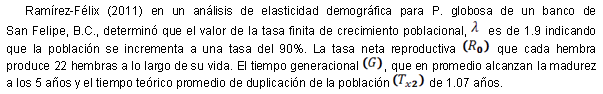 Ramírez-Félix (2011) en un análisis de elasticidad demográfica para P. globosa de un banco de
San Felipe, B.C., determinó que el valor de la tasa finita de crecimiento poblacional, λ es de 1.9 indicando
que la población se incrementa a una tasa del 90%. La tasa neta reproductiva (R₀) que cada hembra
produce 22 hembras a lo largo de su vida. El tiempo generacional (G), que en promedio alcanzan la madurez
a los 5 años y el tiempo teórico promedio de duplicación de la población (Tₓ₂) de 1.07 años.